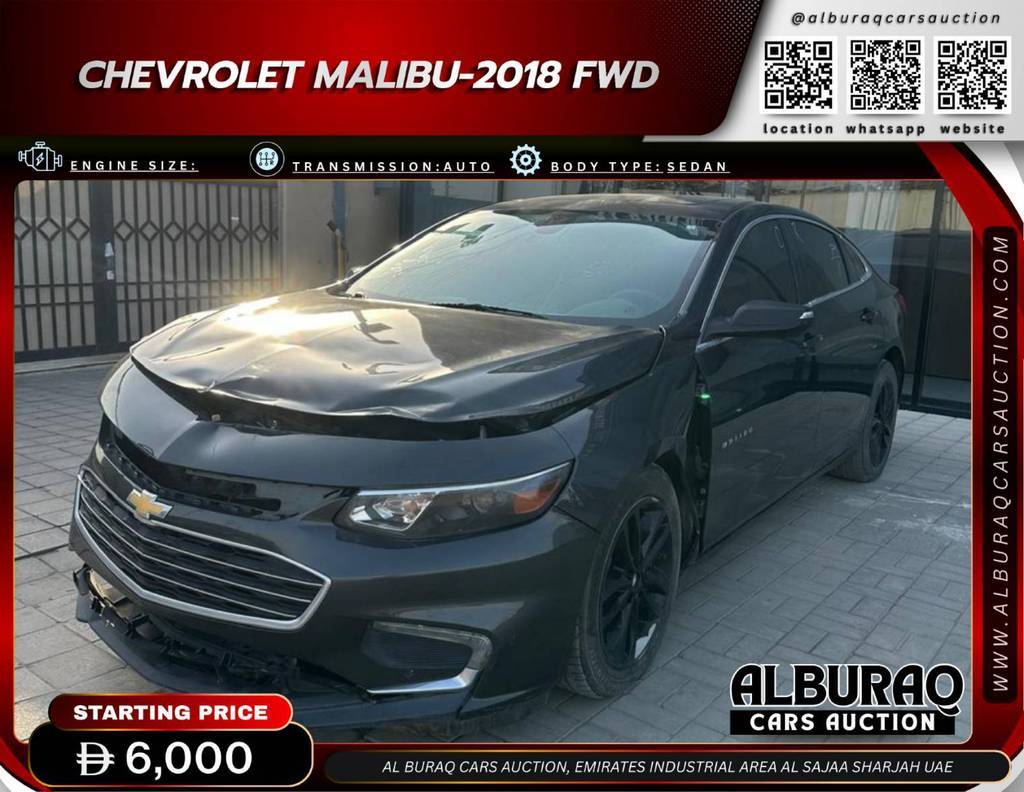 @alburaqcarsauction
CHEVROLET MALIBU-2018 FWD
location whatsapp website
ENGINE SIZE:
TRANSMISSION:AUTO
BODY TYPE: SEDAN
WWW.ALBURAQCARSAUCTION.COM
MALIBU
ALBURAQ
CARS AUCTION
STARTING PRICE
6,000
AL BURAQ CARS AUCTION, EMIRATES INDUSTRIAL AREA AL SAJAA SHARJAH UAE